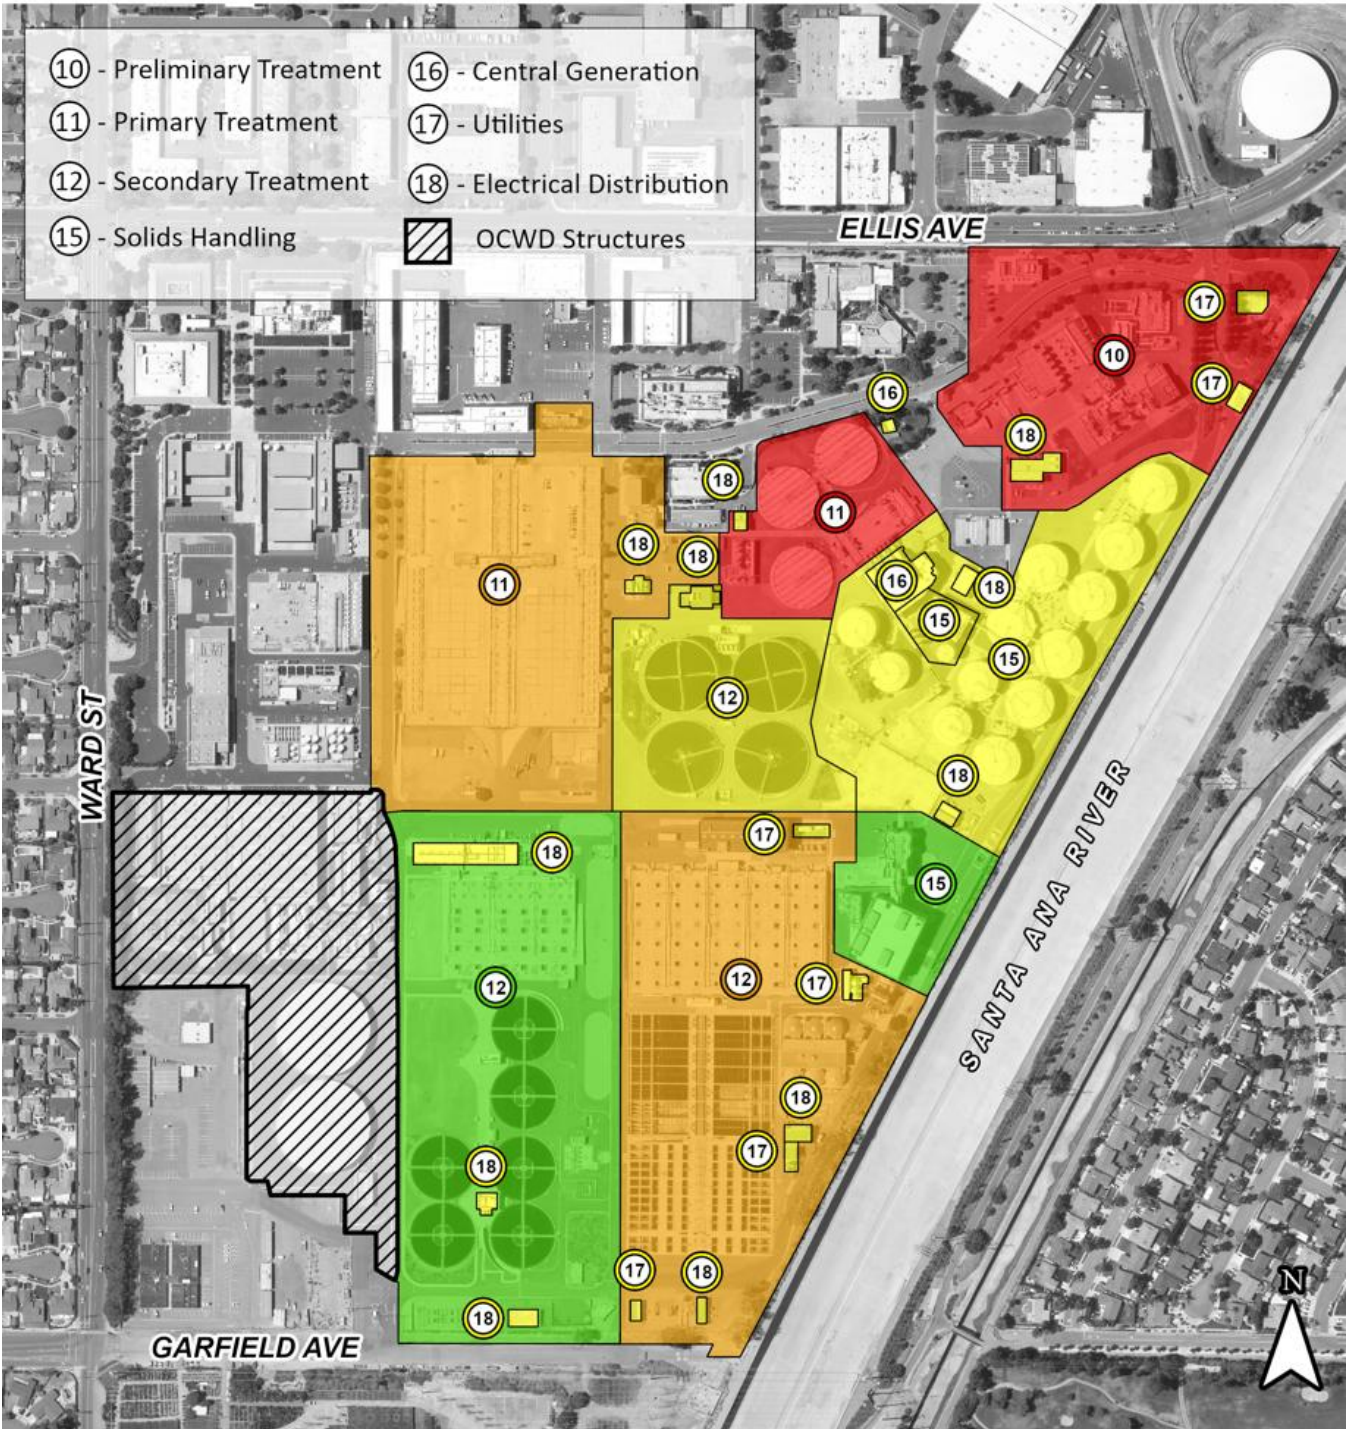 10 - Preliminary Treatment
11 - Primary Treatment
12 - Secondary Treatment
15 - Solids Handling
16 - Central Generation
17 - Utilities
18 - Electrical Distribution
OCWD Structures
ELLIS AVE
17
10
17
16
18
18
11
18
18
11
16
18
15
15
12
18
WARD ST
17
18
15
12
17
12
SANTA ANA RIVER
18
17
18
17
18
18
N
GARFIELD AVE